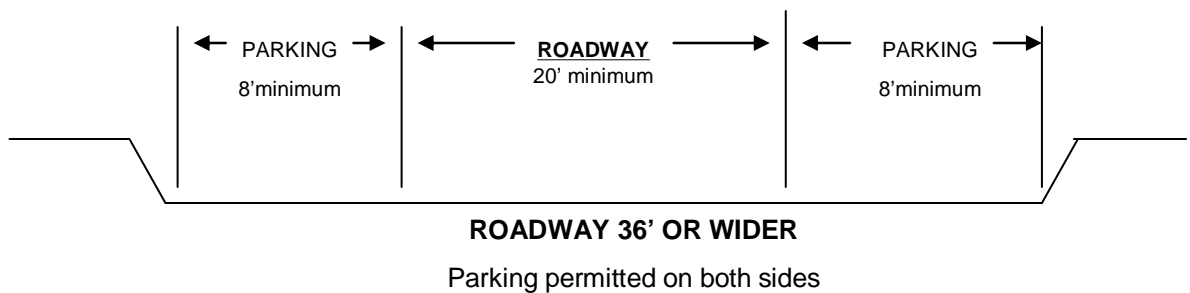 PARKING ROADWAY PARKING
8’minimum 20’ minimum 8’minimum
ROADWAY 36’ OR WIDER
Parking permitted on both sides